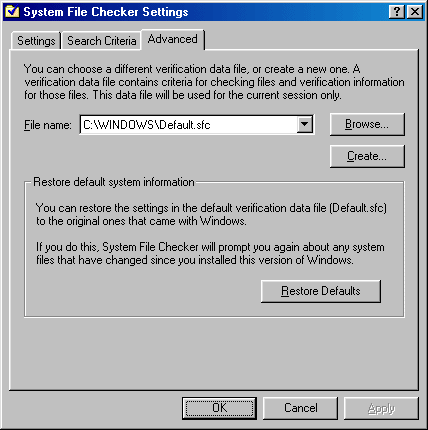 System File Checker Settings
Settings
Search Criteria
Advanced
You can choose a different verification data file, or create a new one. A
verification data file contains criteria for checking files and verification information
for those files. This data file will be used for the current session only.
File name: C:\WINDOWS\Default.sfc
Browse...
Create...
Restore default system information
You can restore the settings in the default verification data file (Default.sfc)
to the original ones that came with Windows.
If you do this, System File Checker will prompt you again about any system
files that have changed since you installed this version of Windows.
Restore Defaults
OK
Cancel
Apply